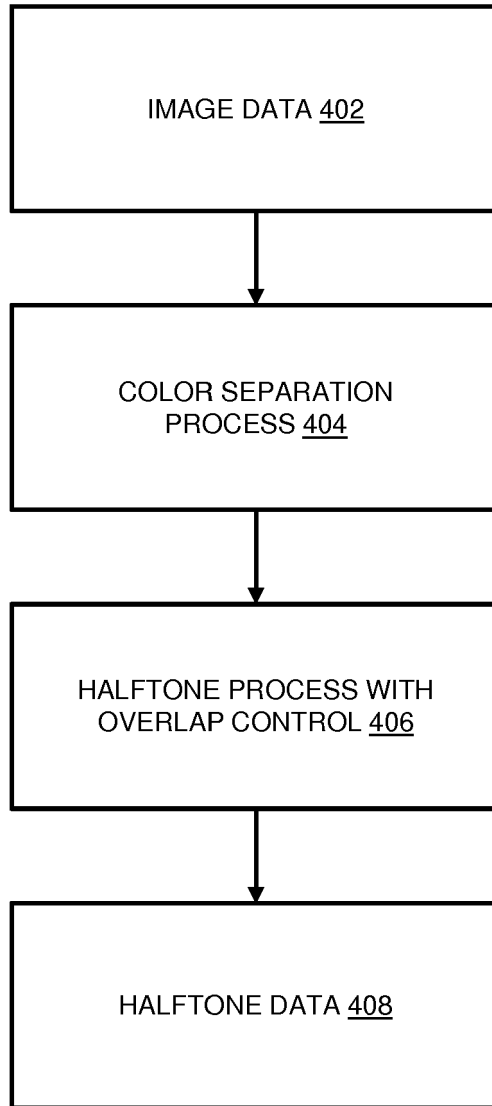 IMAGE DATA 402
COLOR SEPARATION
PROCESS 404
HALFTONE PROCESS WITH
OVERLAP CONTROL 406
HALFTONE DATA 408